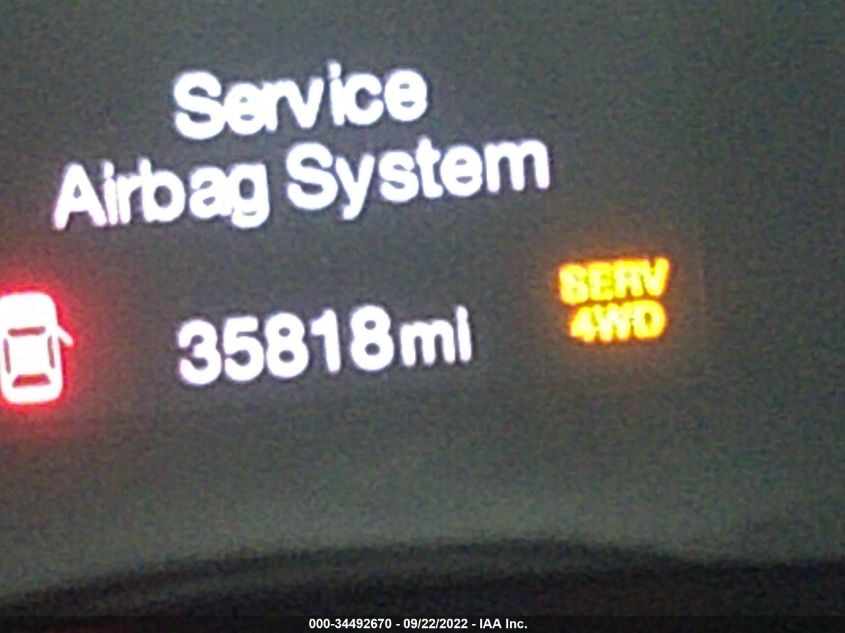 Service
Airbag System
SERV
4WD
35818mi
000-34492670 - 09/22/2022 - IAA Inc.